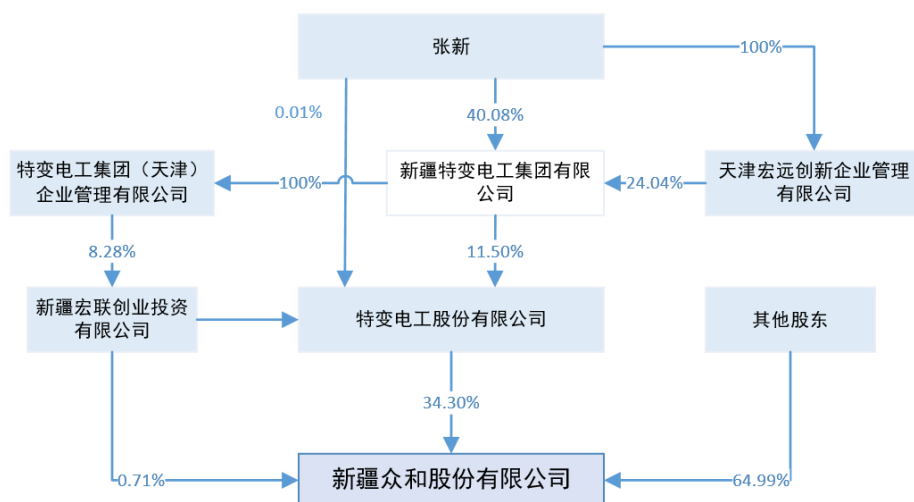 张新
100%
0.01%
40.08%
特变电工集团（天津）
企业管理有限公司
100%
新疆特变电工集团有限
公司
24.04%
天津宏远创新企业管理
有限公司
8.28%
11.50%
新疆宏联创业投资
有限公司
特变电工股份有限公司
其他股东
34.30%
0.71%
新疆众和股份有限公司
64.99%